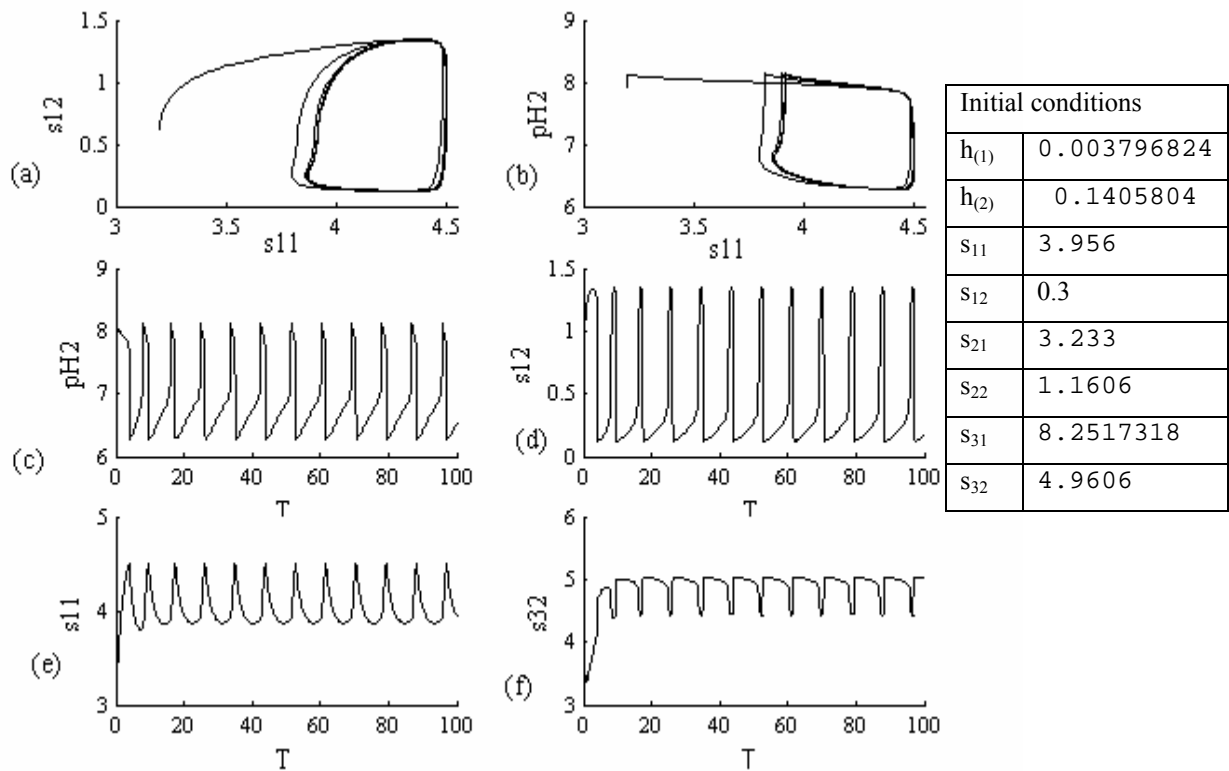 1.5
1
0.5
0
s12
(a)
3
3.5
4
4.5
s11
9
8
7
6
pH2
(b)
3
3.5
4
4.5
s11
9
8
7
6
pH2
(c)
0
20
40
60
80
100
T
1.5
1
0.5
0
s12
(d)
0
20
40
60
80
100
T
5
4
3
s11
(e)
0
20
40
60
80
100
T
6
5
4
3
s32
(f)
0
20
40
60
80
100
T
Initial conditions
h(1) 0.003796824
h(2) 0.1405804
s11 3.956
s12 0.3
s21 3.233
s22 1.1606
s31 8.2517318
s32 4.9606